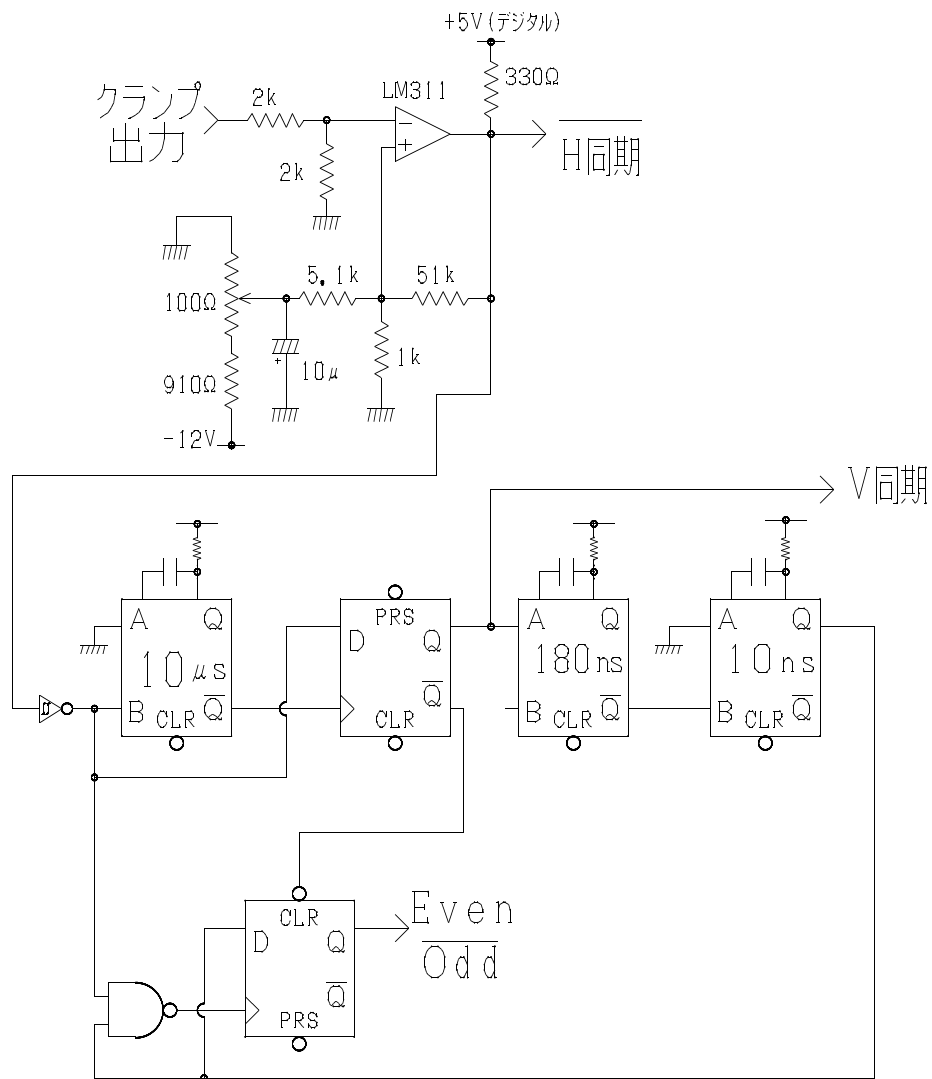 +5V(デジタル)
330Ω
クランプ
出力
2k
LM311
2k
H同期
100Ω
5.1k
51k
10μ
1k
910Ω
-12V
V同期
A Q
10μs
B CLR Q
PRS
D Q
Q
CLR
A Q
180ns
B CLR Q
A Q
10ns
B CLR Q
CLR
D Q
Q
PRS
Even
Odd